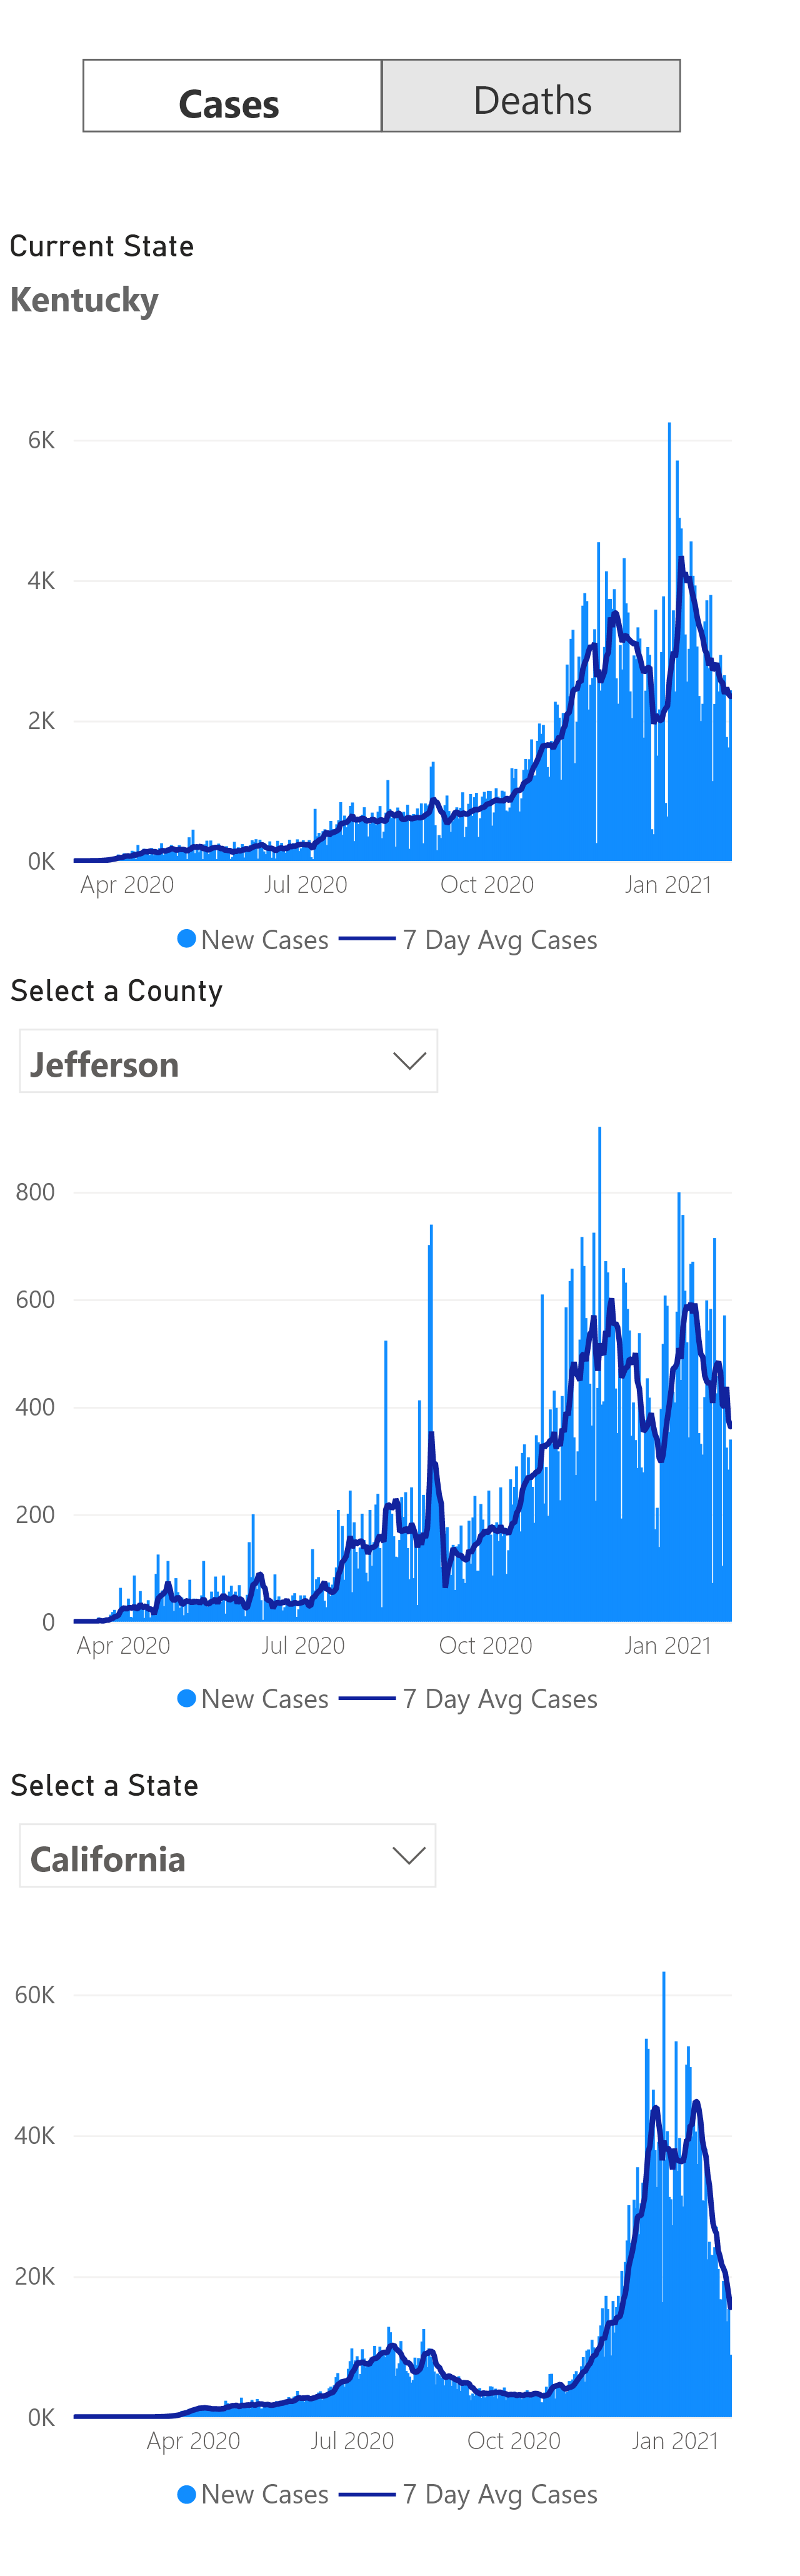 Cases Deaths
Current State
Kentucky
6K
4K
2K
0K
Apr 2020 Jul 2020 Oct 2020 Jan 2021
New Cases 7 Day Avg Cases
Select a County
Jefferson
800
600
400
200
0
Apr 2020 Jul 2020 Oct 2020 Jan 2021
New Cases 7 Day Avg Cases
Select a State
California
60K
40K
20K
0K
Apr 2020 Jul 2020 Oct 2020 Jan 2021
New Cases 7 Day Avg Cases